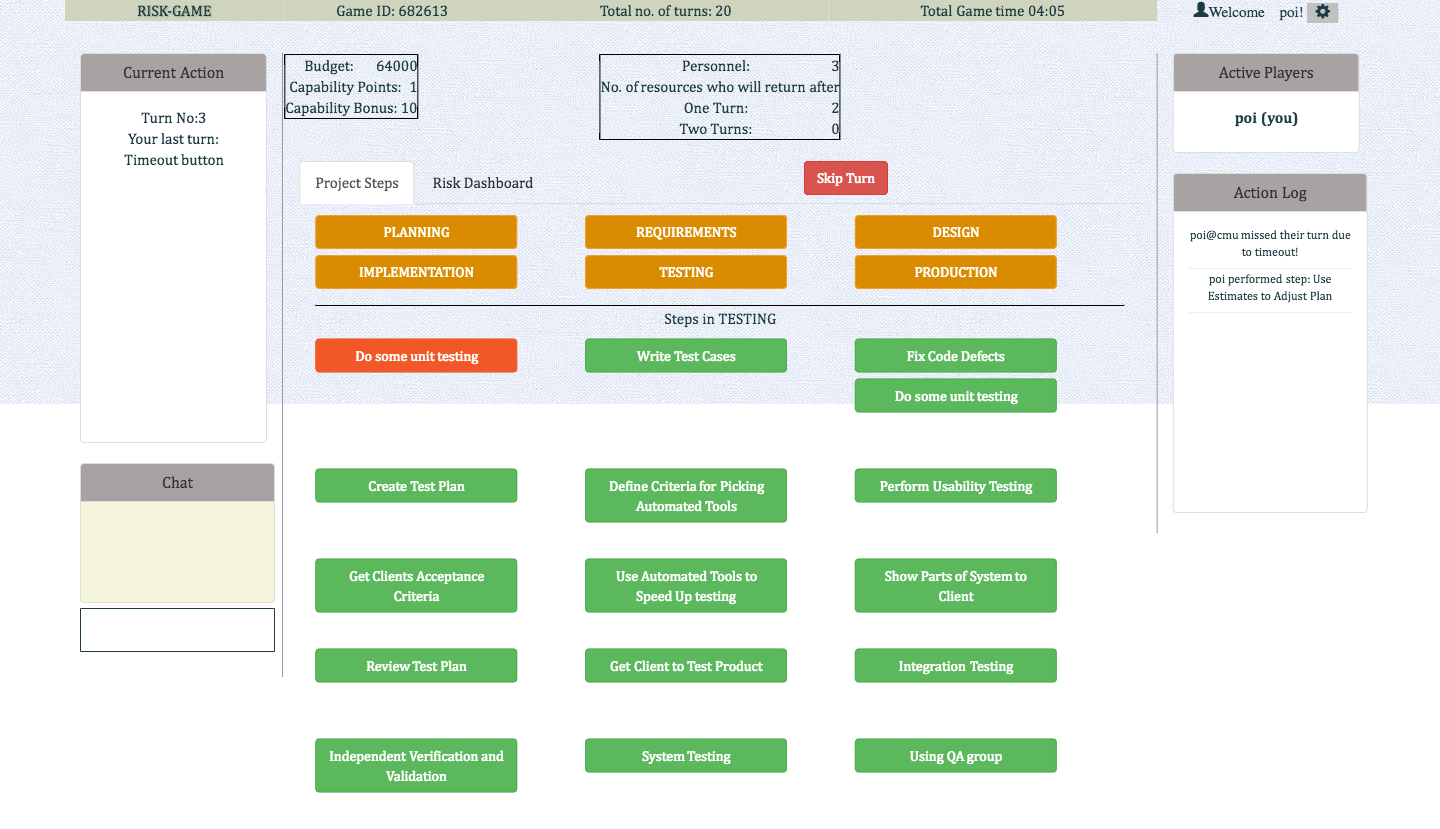 RISK-GAME Game ID: 682613 Total no. of turns: 20 Total Game time 04:05 Welcome poi!
Current Action
Turn No:3
Your last turn:
Timeout button
Budget: 64000
Capability Points: 1
Capability Bonus: 10
Personnel: 3
No. of resources who will return after
One Turn: 2
Two Turns: 0
Active Players
poi (you)
Project Steps Risk Dashboard Skip Turn
PLANNING REQUIREMENTS DESIGN
IMPLEMENTATION TESTING PRODUCTION
Steps in TESTING
Do some unit testing Write Test Cases Fix Code Defects
Do some unit testing
Create Test Plan
Define Criteria for Picking
Automated Tools
Perform Usability Testing
Get Clients Acceptance
Criteria
Use Automated Tools to
Speed Up testing
Show Parts of System to
Client
Review Test Plan Get Client to Test Product Integration Testing
Independent Verification and
Validation
System Testing Using QA group
Action Log
poi@cmu missed their turn due
to timeout!
poi performed step: Use
Estimates to Adjust Plan
Chat